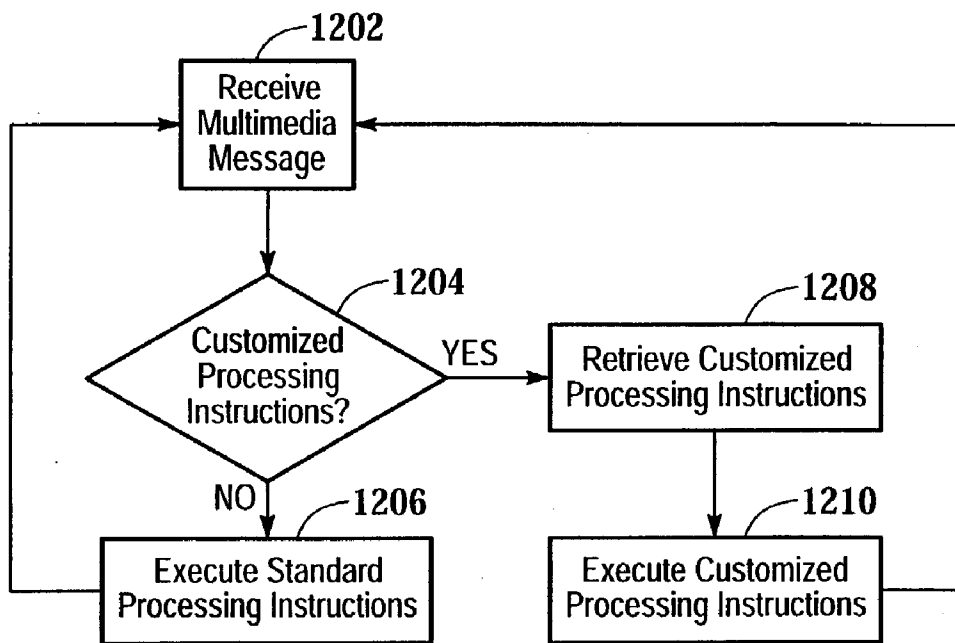 1202
Receive
Multimedia
Message
1204
Customized
Processing
Instructions?
YES
NO
1208
Retrieve Customized
Processing Instructions
1206
Execute Standard
Processing Instructions
1210
Execute Customized
Processing Instructions